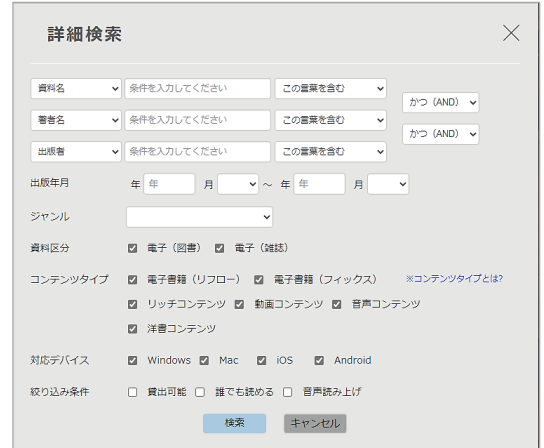 詳細検索
資料名 条件を入力してください この言葉を含む かつ（AND）
著者名 条件を入力してください この言葉を含む かつ（AND）
出版者 条件を入力してください この言葉を含む
出版年月 年 年 月 ～ 年 年 月
ジャンル
資料区分 電子（図書） 電子（雑誌）
コンテンツタイプ 電子書籍（リフロー） 電子書籍（フィックス） ※コンテンツタイプとは?
リッチコンテンツ 動画コンテンツ 音声コンテンツ
洋書コンテンツ
対応デバイス Windows Mac iOS Android
絞り込み条件 貸出可能 誰でも読める 音声読み上げ
検索 キャンセル